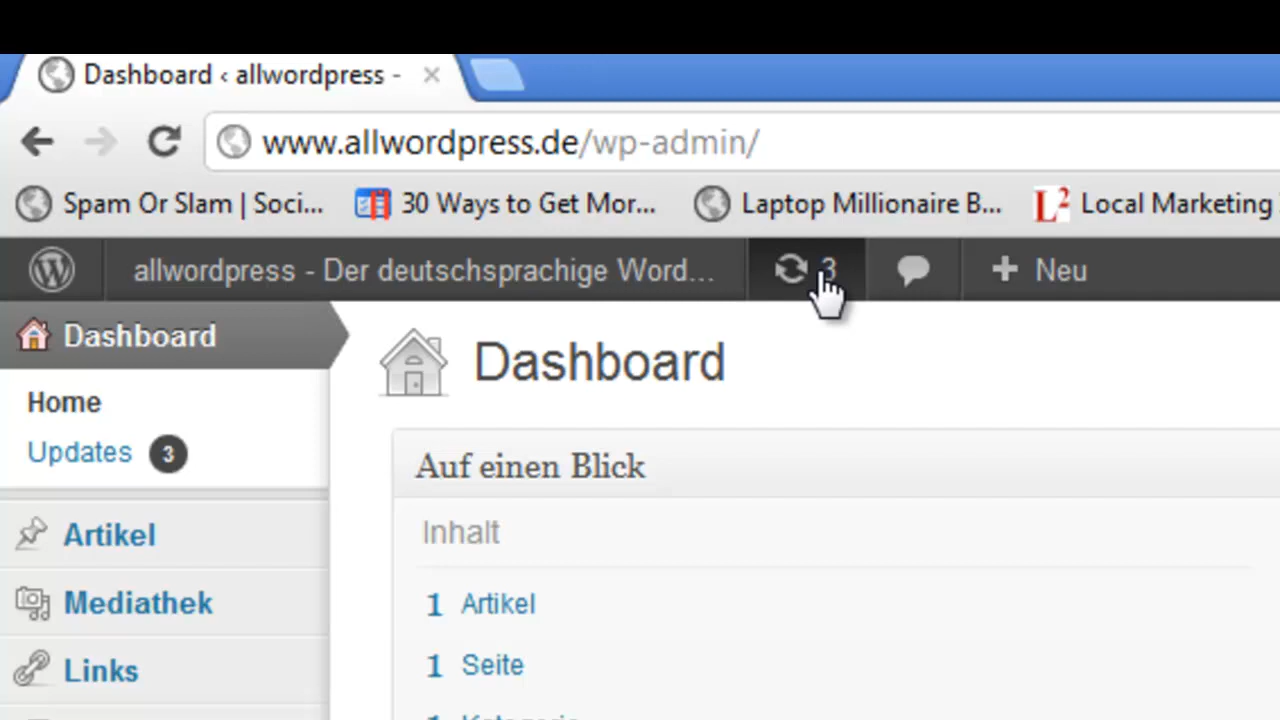 Dashboard ‹ allwordpress -
www.allwordpress.de/wp-admin/
Spam Or Slam | Soci... 30 Ways to Get Mor... Laptop Millionaire B... L² Local Marketing
allwordpress - Der deutschsprachige Word... 3 + Neu
Dashboard
Dashboard
Home
Updates 3
Auf einen Blick
Inhalt
Artikel
1 Artikel
Mediathek
1 Seite
Links